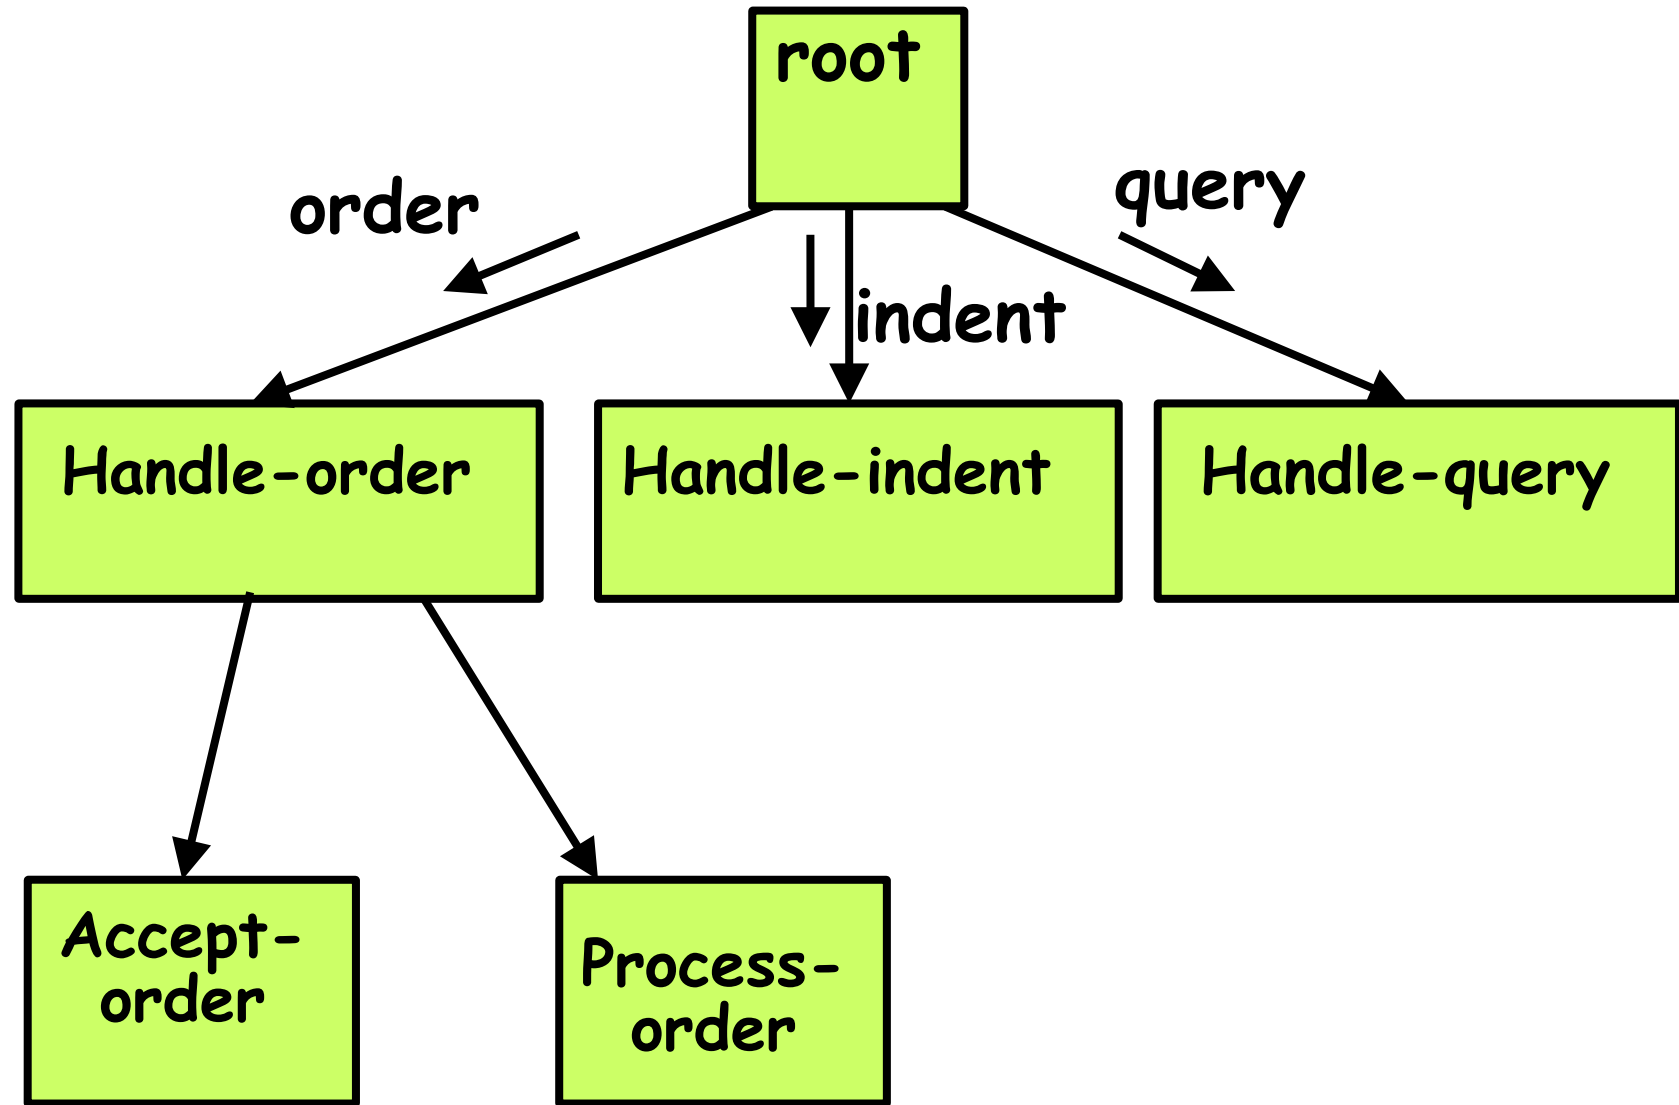 root
order
query
indent
Handle-order
Handle-indent
Handle-query
Accept-
order
Process-
order